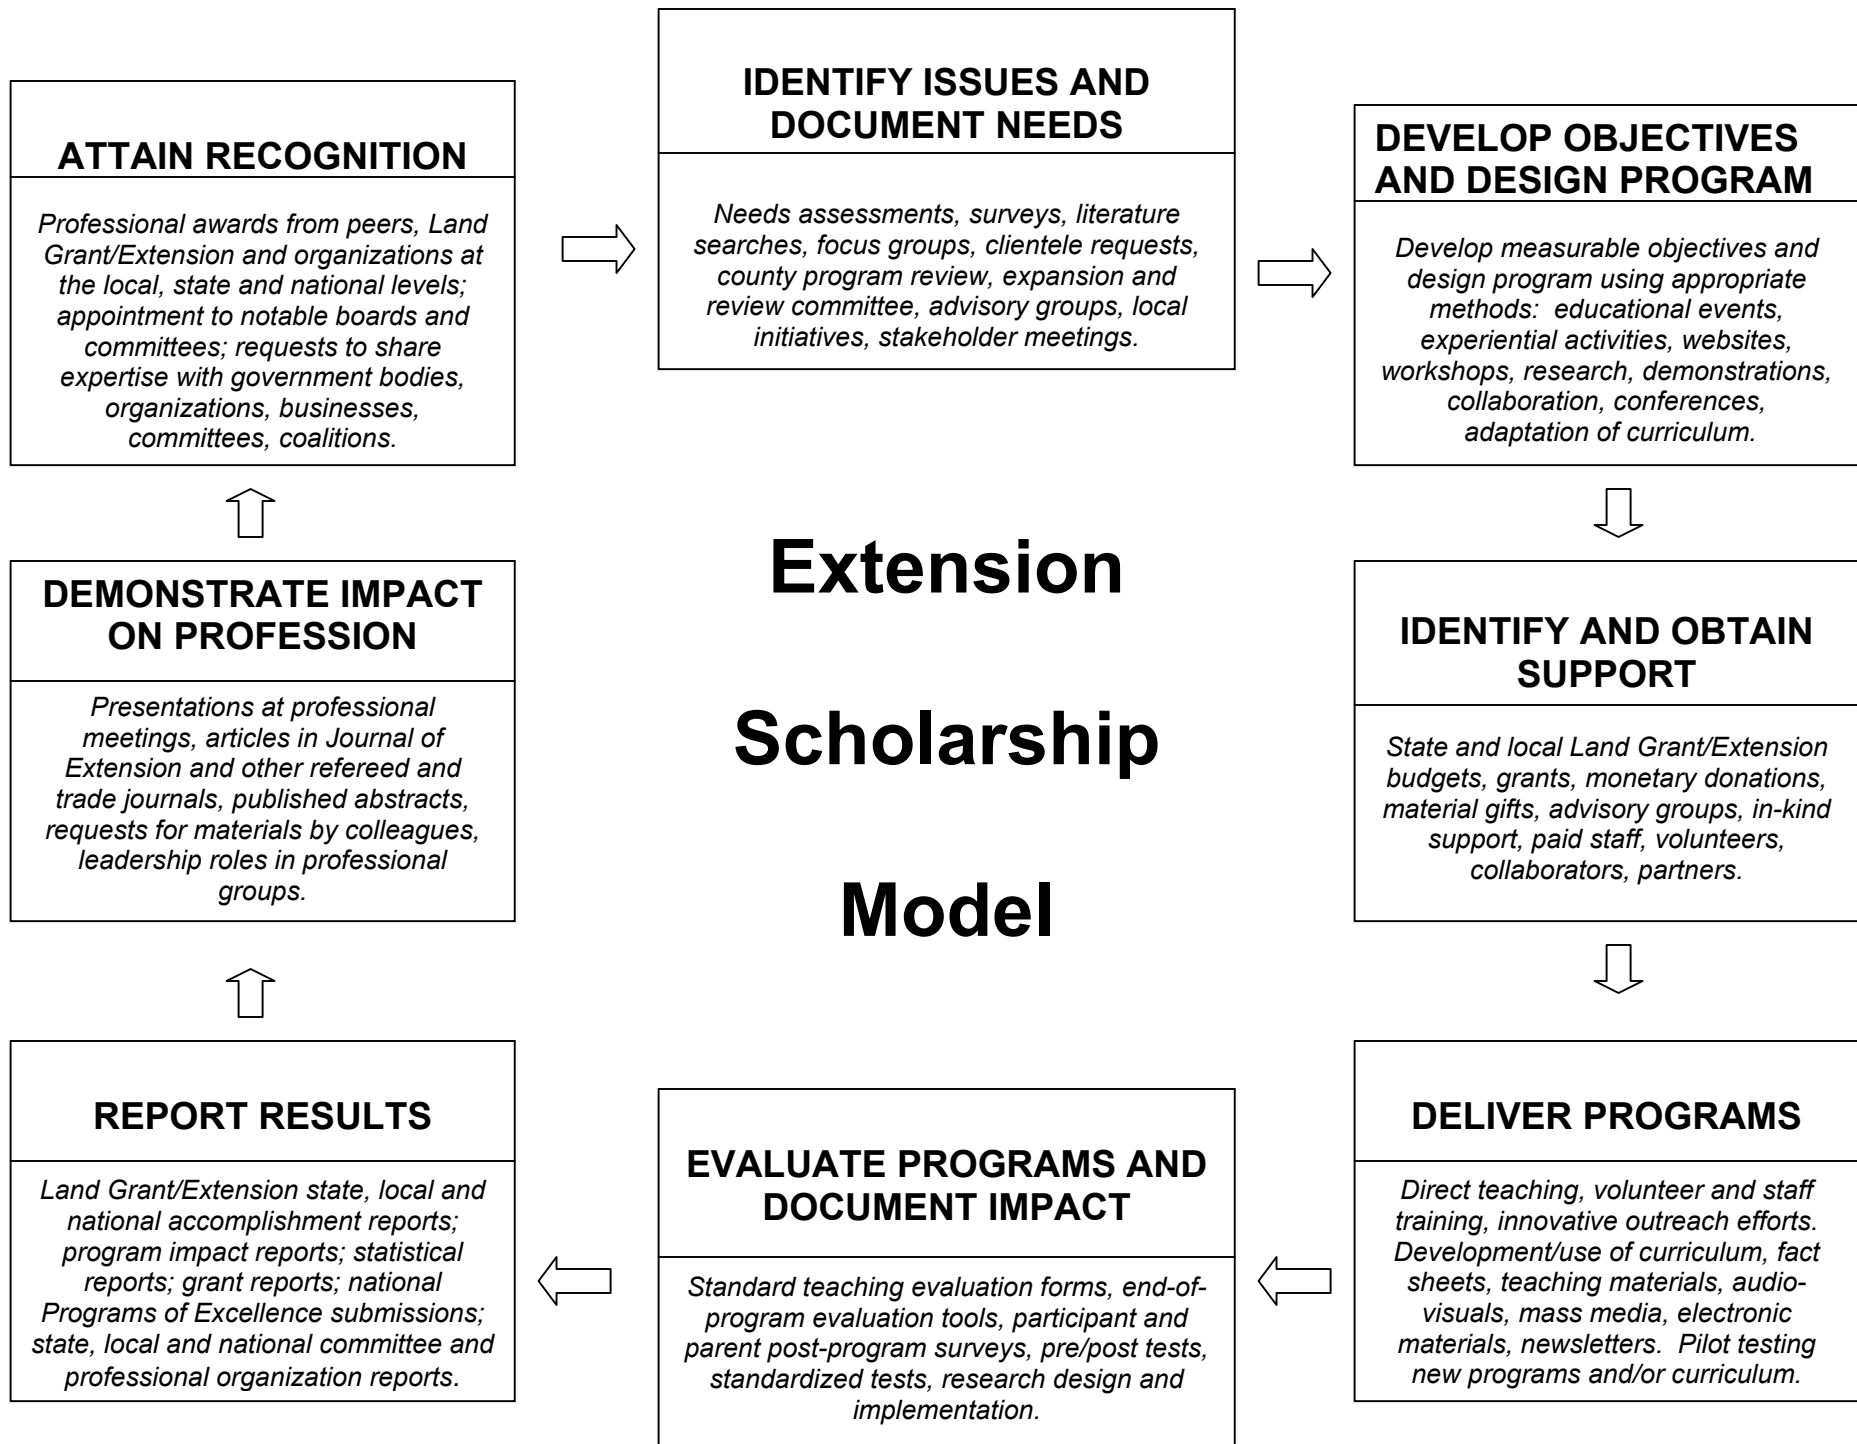 IDENTIFY ISSUES AND
DOCUMENT NEEDS
Needs assessments, surveys, literature
searches, focus groups, clientele requests,
county program review, expansion and
review committee, advisory groups, local
initiatives, stakeholder meetings.
DEVELOP OBJECTIVES
AND DESIGN PROGRAM
Develop measurable objectives and
design program using appropriate
methods:  educational events,
experiential activities, websites,
workshops, research, demonstrations,
collaboration, conferences,
adaptation of curriculum.
IDENTIFY AND OBTAIN
SUPPORT
State and local Land Grant/Extension
budgets, grants, monetary donations,
material gifts, advisory groups, in-kind
support, paid staff, volunteers,
collaborators, partners.
DELIVER PROGRAMS
Direct teaching, volunteer and staff
training, innovative outreach efforts.
Development/use of curriculum, fact
sheets, teaching materials, audio-
visuals, mass media, electronic
materials, newsletters.  Pilot testing
new programs and/or curriculum.
EVALUATE PROGRAMS AND
DOCUMENT IMPACT
Standard teaching evaluation forms, end-of-
program evaluation tools, participant and
parent post-program surveys, pre/post tests,
standardized tests, research design and
implementation.
REPORT RESULTS
Land Grant/Extension state, local and
national accomplishment reports;
program impact reports; statistical
reports; grant reports; national
Programs of Excellence submissions;
state, local and national committee and
professional organization reports.
DEMONSTRATE IMPACT
ON PROFESSION
Presentations at professional
meetings, articles in Journal of
Extension and other refereed and
trade journals, published abstracts,
requests for materials by colleagues,
leadership roles in professional
groups.
ATTAIN RECOGNITION
Professional awards from peers, Land
Grant/Extension and organizations at
the local, state and national levels;
appointment to notable boards and
committees; requests to share
expertise with government bodies,
organizations, businesses,
committees, coalitions.
Extension
Scholarship
Model